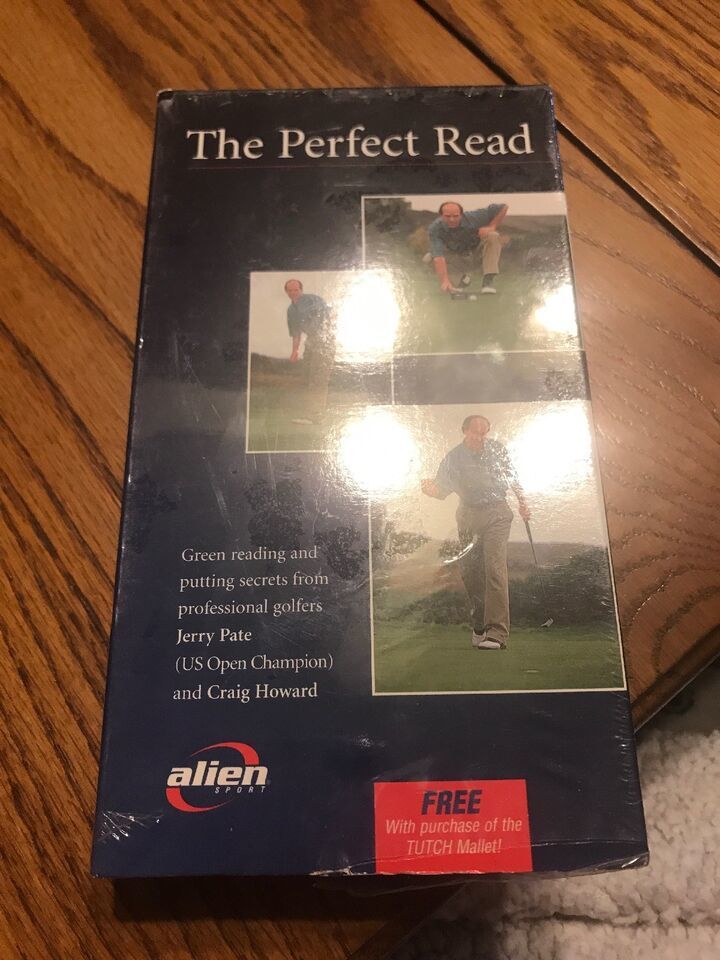 The Perfect Read
Green reading and
putting secrets from
professional golfers
Jerry Pate
(US Open Champion)
and Craig Howard
alien
SPORT
FREE
With purchase of the
TUTCH Mallet!